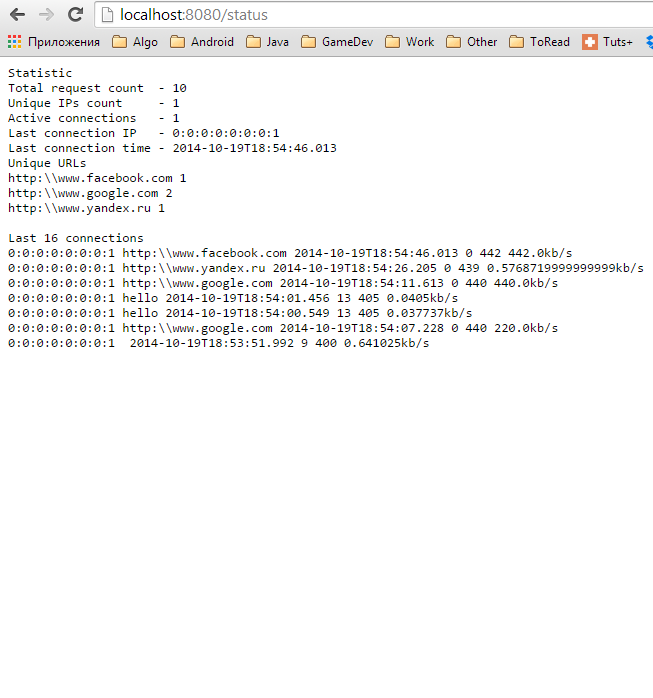 localhost:8080/status
Приложения Algo Android Java GameDev Work Other ToRead Tuts+
Statistic
Total request count - 10
Unique IPs count - 1
Active connections - 1
Last connection IP - 0:0:0:0:0:0:0:1
Last connection time - 2014-10-19T18:54:46.013
Unique URLs
http:\\www.facebook.com 1
http:\\www.google.com 2
http:\\www.yandex.ru 1
Last 16 connections
0:0:0:0:0:0:0:1 http:\\www.facebook.com 2014-10-19T18:54:46.013 0 442 442.0kb/s
0:0:0:0:0:0:0:1 http:\\www.yandex.ru 2014-10-19T18:54:26.205 0 439 0.5768719999999999kb/s
0:0:0:0:0:0:0:1 http:\\www.google.com 2014-10-19T18:54:11.613 0 440 440.0kb/s
0:0:0:0:0:0:0:1 hello 2014-10-19T18:54:01.456 13 405 0.0405kb/s
0:0:0:0:0:0:0:1 hello 2014-10-19T18:54:00.549 13 405 0.037737kb/s
0:0:0:0:0:0:0:1 http:\\www.google.com 2014-10-19T18:54:07.228 0 440 220.0kb/s
0:0:0:0:0:0:0:1  2014-10-19T18:53:51.992 9 400 0.641025kb/s